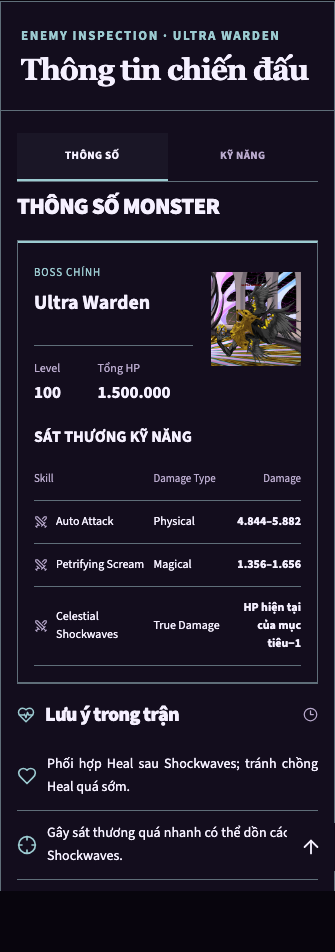 ENEMY INSPECTION · ULTRA WARDEN
Thông tin chiến đấu
THÔNG SỐ
KỸ NĂNG
THÔNG SỐ MONSTER
BOSS CHÍNH
Ultra Warden
Level
Tổng HP
100
1.500.000
SÁT THƯƠNG KỸ NĂNG
Skill Damage Type Damage
Auto Attack Physical 4.844–5.882
Petrifying Scream Magical 1.356–1.656
Celestial Shockwaves True Damage HP hiện tại của mục tiêu−1
Lưu ý trong trận
Phối hợp Heal sau Shockwaves; tránh chồng
Heal quá sớm.
Gây sát thương quá nhanh có thể dồn
Shockwaves.